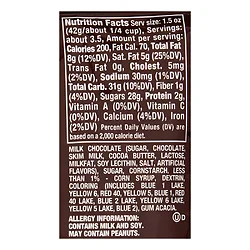 Nutrition Facts Serv size: 1.5 oz
(42g/about 1/4 cup), Servings:
about 3.5, Amount per serving:
Calories 200, Fat Cal. 70, Total Fat
8g (12%DV), Sat Fat 5g (25%DV)
Trans Fat 0g, Cholest. 5mg
(2%DV), Sodium 30mg (1%DV),
Total Carb. 31g (10%DV), Fiber 1g
(4%DV), Sugars 28g, Protein 2g,
Vitamin A (0%DV), Vitamin C
(0%DV), Calcium (4%DV), Iron
(2%DV) Percent Daily Values (DV) are
based on a 2,000 calorie diet.
MILK CHOCOLATE (SUGAR, CHOCOLATE,
SKIM MILK, COCOA BUTTER, LACTOSE,
MILKFAT, SOY LECITHIN, SALT, ARTIFICIAL
FLAVORS), SUGAR, CORNSTARCH, LESS
THAN 1% - CORN SYRUP, DEXTRIN,
COLORING (INCLUDES BLUE 1 LAKE,
YELLOW 6, RED 40, YELLOW 5, BLUE 1, RED
40 LAKE, BLUE 2 LAKE, YELLOW 6 LAKE,
YELLOW 5 LAKE, BLUE 2), GUM ACACIA.
ALLERGY INFORMATION:
CONTAINS MILK AND SOY.
MAY CONTAIN PEANUTS.
U D